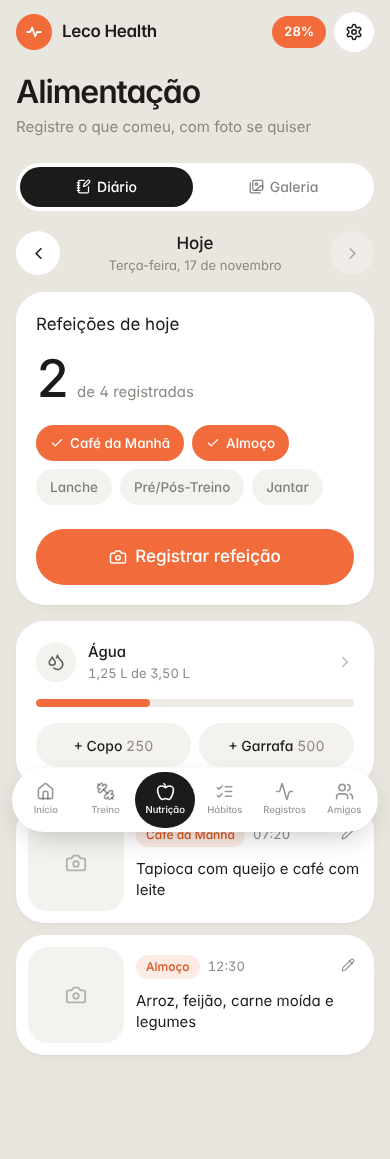 Leco Health
28%
Alimentação
Registre o que comeu, com foto se quiser
Diário
Galeria
Hoje
Terça-feira, 17 de novembro
Refeições de hoje
2 de 4 registradas
Café da Manhã
Almoço
Lanche
Pré/Pós-Treino
Jantar
Registrar refeição
Água
1,25 L de 3,50 L
+ Copo 250
+ Garrafa 500
Início
Treino
Nutrição
Hábitos
Registros
Amigos
Café da Manhã 07:20
Tapioca com queijo e café com
leite
Almoço 12:30
Arroz, feijão, carne moída e
legumes